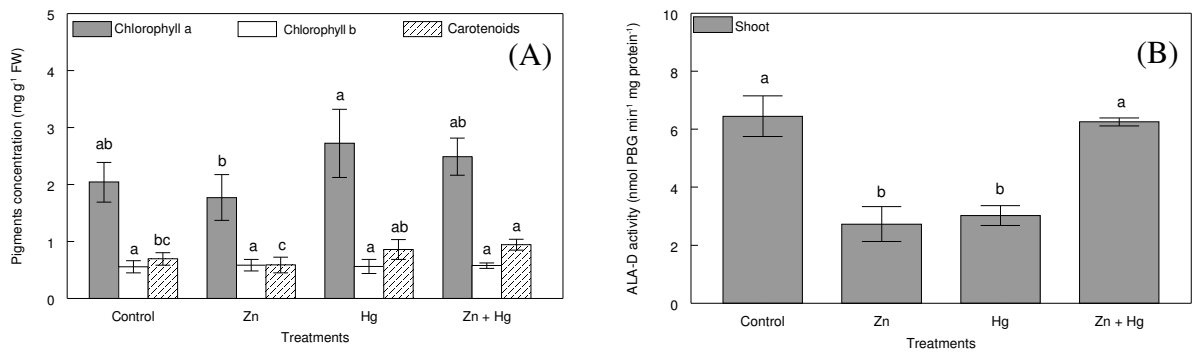 Pigments concentration (mg g⁻¹ FW)
5
4
3
2
1
0
Chlorophyll a
Chlorophyll b
Carotenoids
(A)
ab
a
bc
b
a
c
a
a
ab
ab
a
a
Control
Zn
Hg
Zn + Hg
Treatments
ALA-D activity (nmol PBG min⁻¹ mg protein⁻¹)
10
8
6
4
2
0
Shoot
(B)
a
b
b
a
Control
Zn
Hg
Zn + Hg
Treatments